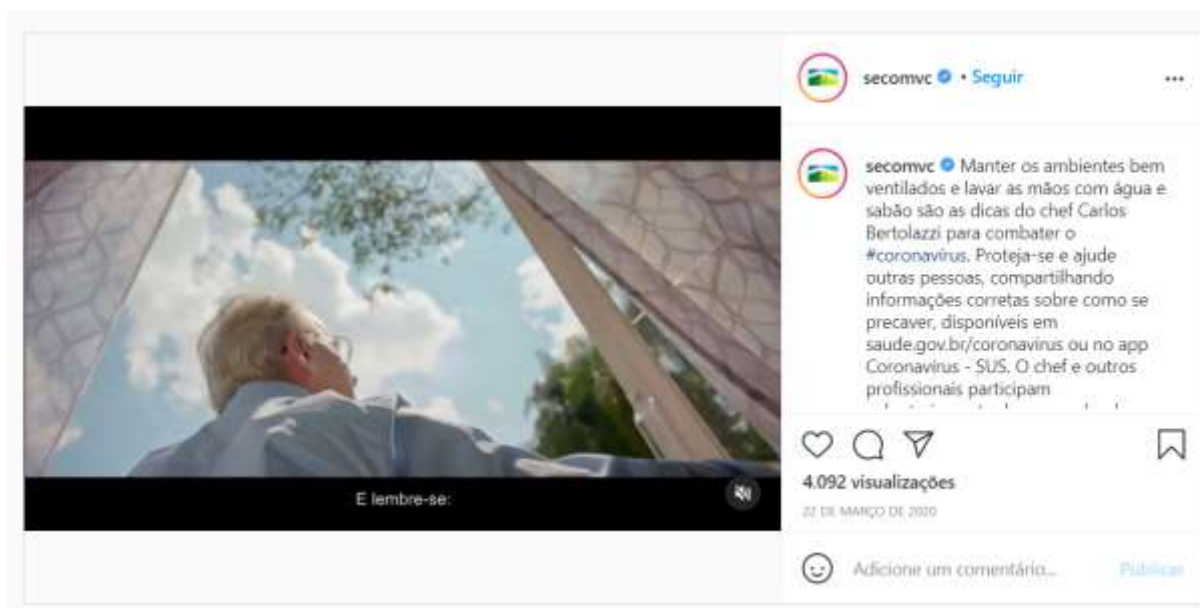 secomvc • Seguir
secomvc Manter os ambientes bem
ventilados e lavar as mãos com água e
sabão são as dicas do chef Carlos
Bertolazzi para combater o
#coronavírus. Proteja-se e ajude
outras pessoas, compartilhando
informações corretas sobre como se
precaver, disponíveis em
saude.gov.br/coronavirus ou no app
Coronavírus - SUS. O chef e outros
profissionais participam
E lembre-se:
4.092 visualizações
22 DE MARÇO DE 2020
Adicione um comentário... Publicar